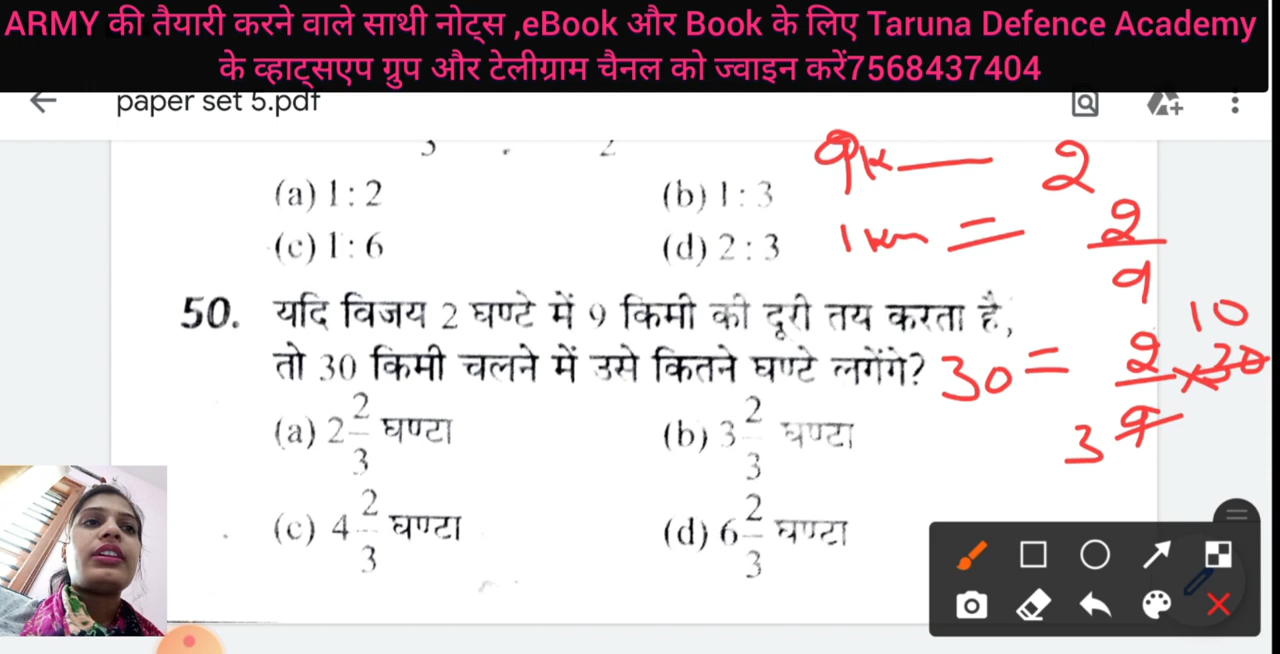 ARMY की तैयारी करने वाले साथी नोट्स ,eBook और Book के लिए Taruna Defence Academy
के व्हाट्सएप ग्रुप और टेलीग्राम चैनल को ज्वाइन करें7568437404
paper set 5.pdf
(a) 1 : 2 (b) 1 : 3
(c) 1 : 6 (d) 2 : 3
50. यदि विजय 2 घण्टे में 9 किमी की दूरी तय करता है,
तो 30 किमी चलने में उसे कितने घण्टे लगेंगे?
(a) 2 2/3 घण्टा (b) 3 2/3 घण्टा
(c) 4 2/3 घण्टा (d) 6 2/3 घण्टा
9k — 2
1 km = 2/9
10
30 = 2/9 × 30
3